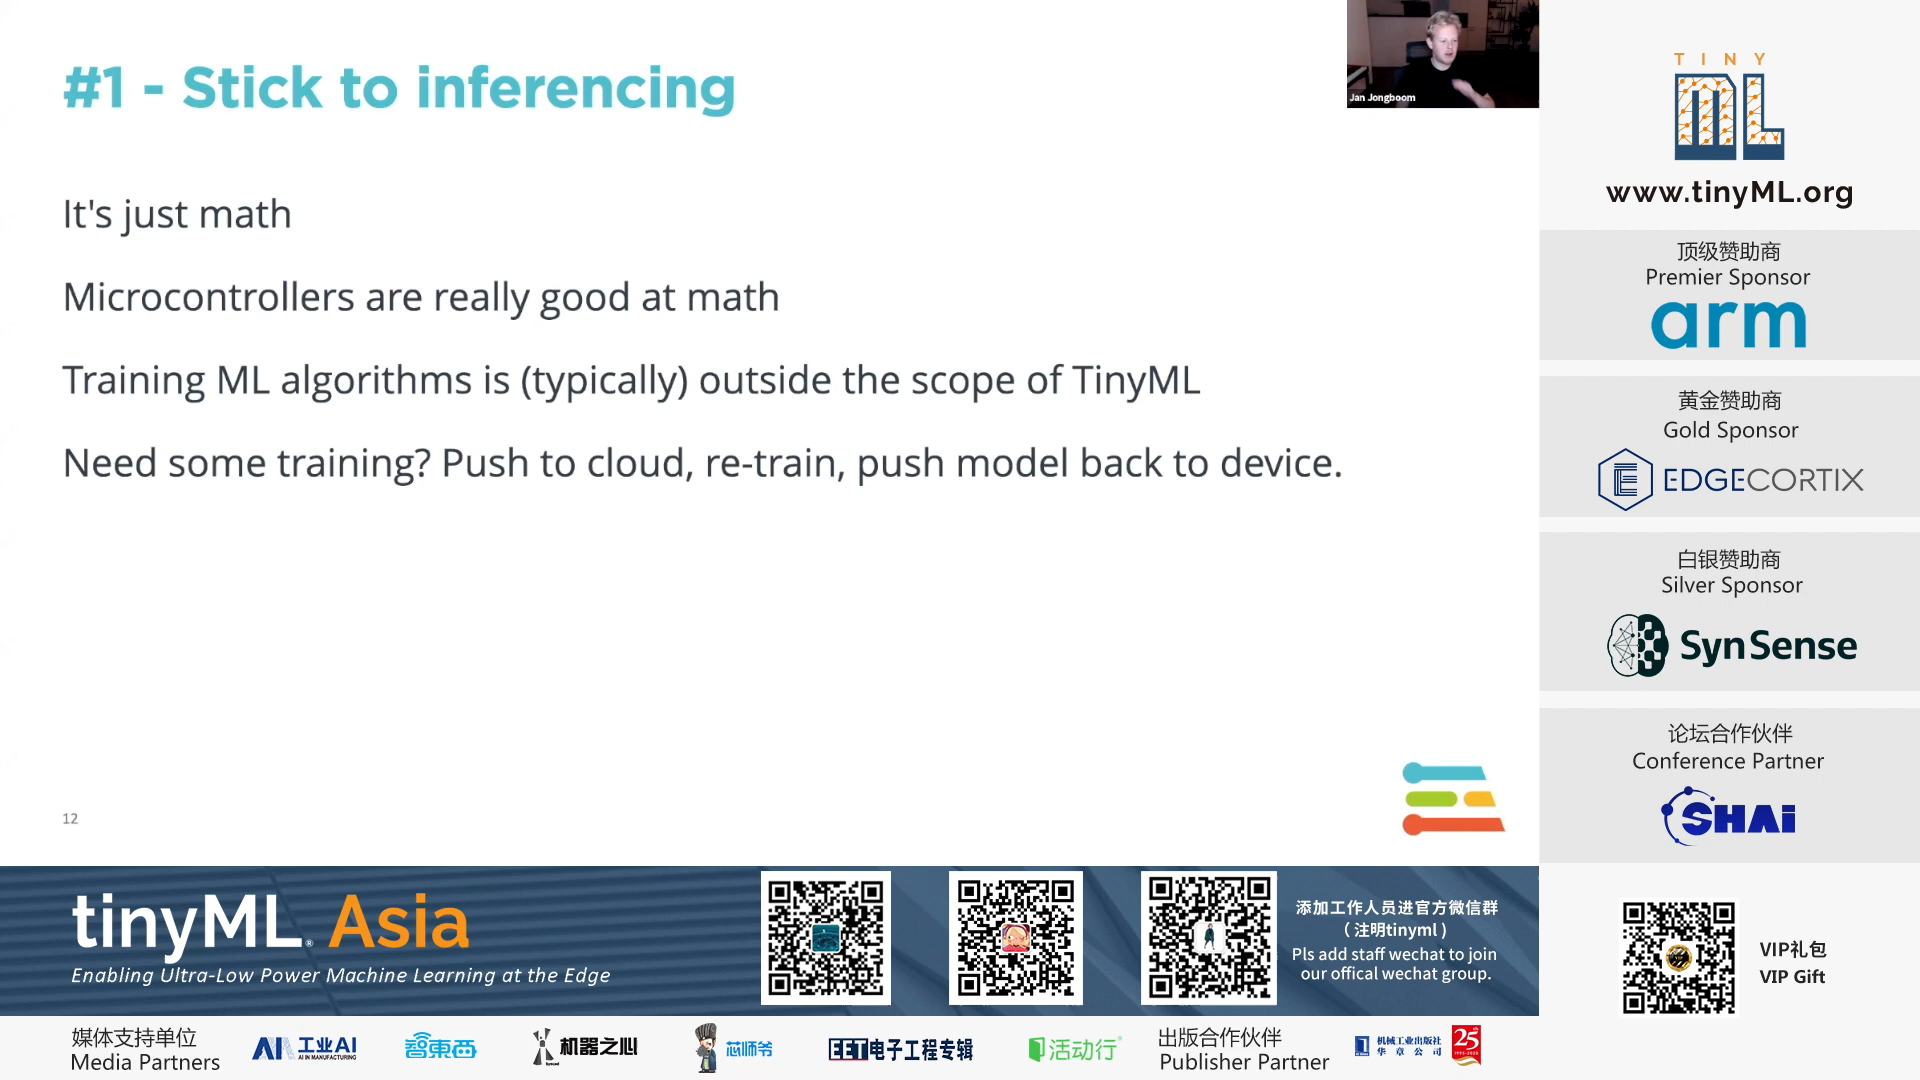 #1 - Stick to inferencing
It's just math
Microcontrollers are really good at math
Training ML algorithms is (typically) outside the scope of TinyML
Need some training? Push to cloud, re-train, push model back to device.
12
Jan Jongboom
TINY
ML
www.tinyML.org
顶级赞助商
Premier Sponsor
arm
黄金赞助商
Gold Sponsor
EDGECORTIX
白银赞助商
Silver Sponsor
SynSense
论坛合作伙伴
Conference Partner
SHAi
tinyML® Asia
Enabling Ultra-Low Power Machine Learning at the Edge
添加工作人员进官方微信群
（注明tinyml）
Pls add staff wechat to join
our offical wechat group.
VIP礼包
VIP Gift
媒体支持单位
Media Partners
工业AI
AI IN MANUFACTURING
智東西
机器之心
Synced
芯师爷
EET电子工程专辑
活动行
出版合作伙伴
Publisher Partner
机械工业出版社
华章公司
25
1995-2020